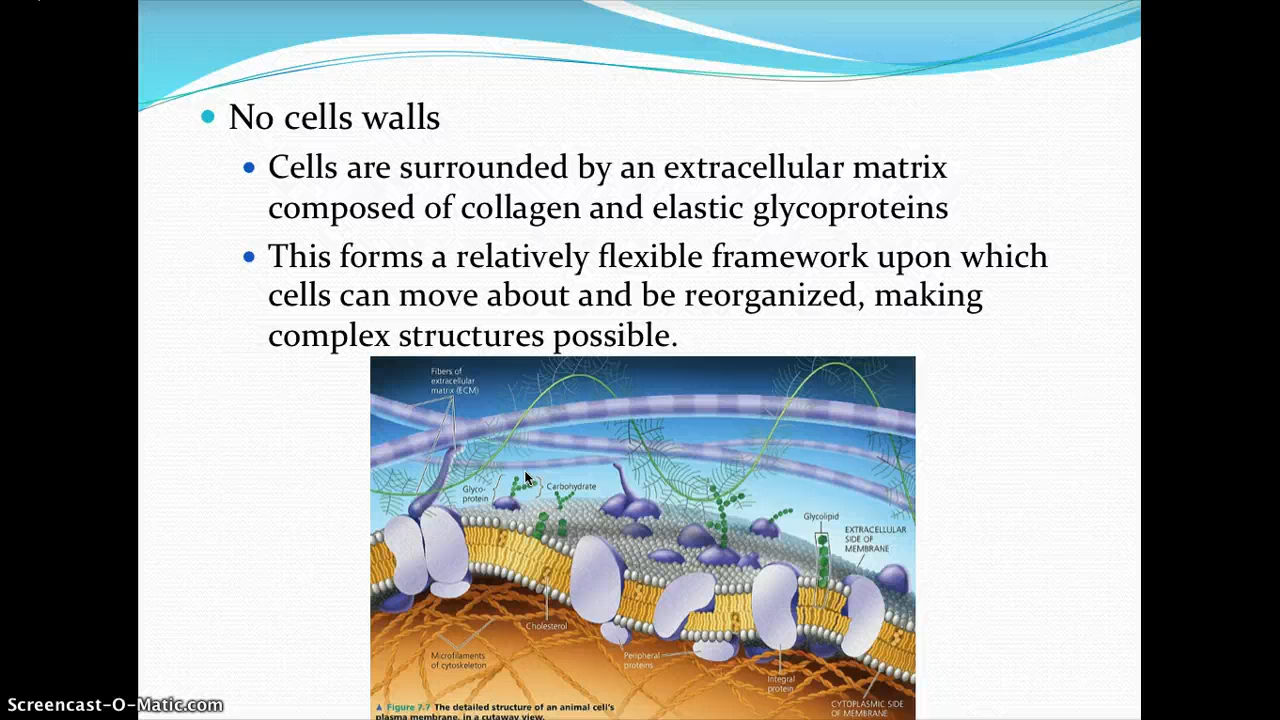 No cells walls
Cells are surrounded by an extracellular matrix
composed of collagen and elastic glycoproteins
This forms a relatively flexible framework upon which
cells can move about and be reorganized, making
complex structures possible.
Fibers of
extracellular
matrix (ECM)
Glyco-
protein
Carbohydrate
Glycolipid
EXTRACELLULAR
SIDE OF
MEMBRANE
Cholesterol
Microfilaments
of cytoskeleton
Peripheral
proteins
Integral
protein
CYTOPLASMIC SIDE
OF MEMBRANE
▲ Figure 7.7 The detailed structure of an animal cell's
plasma membrane, in a cutaway view.
Screencast-O-Matic.com